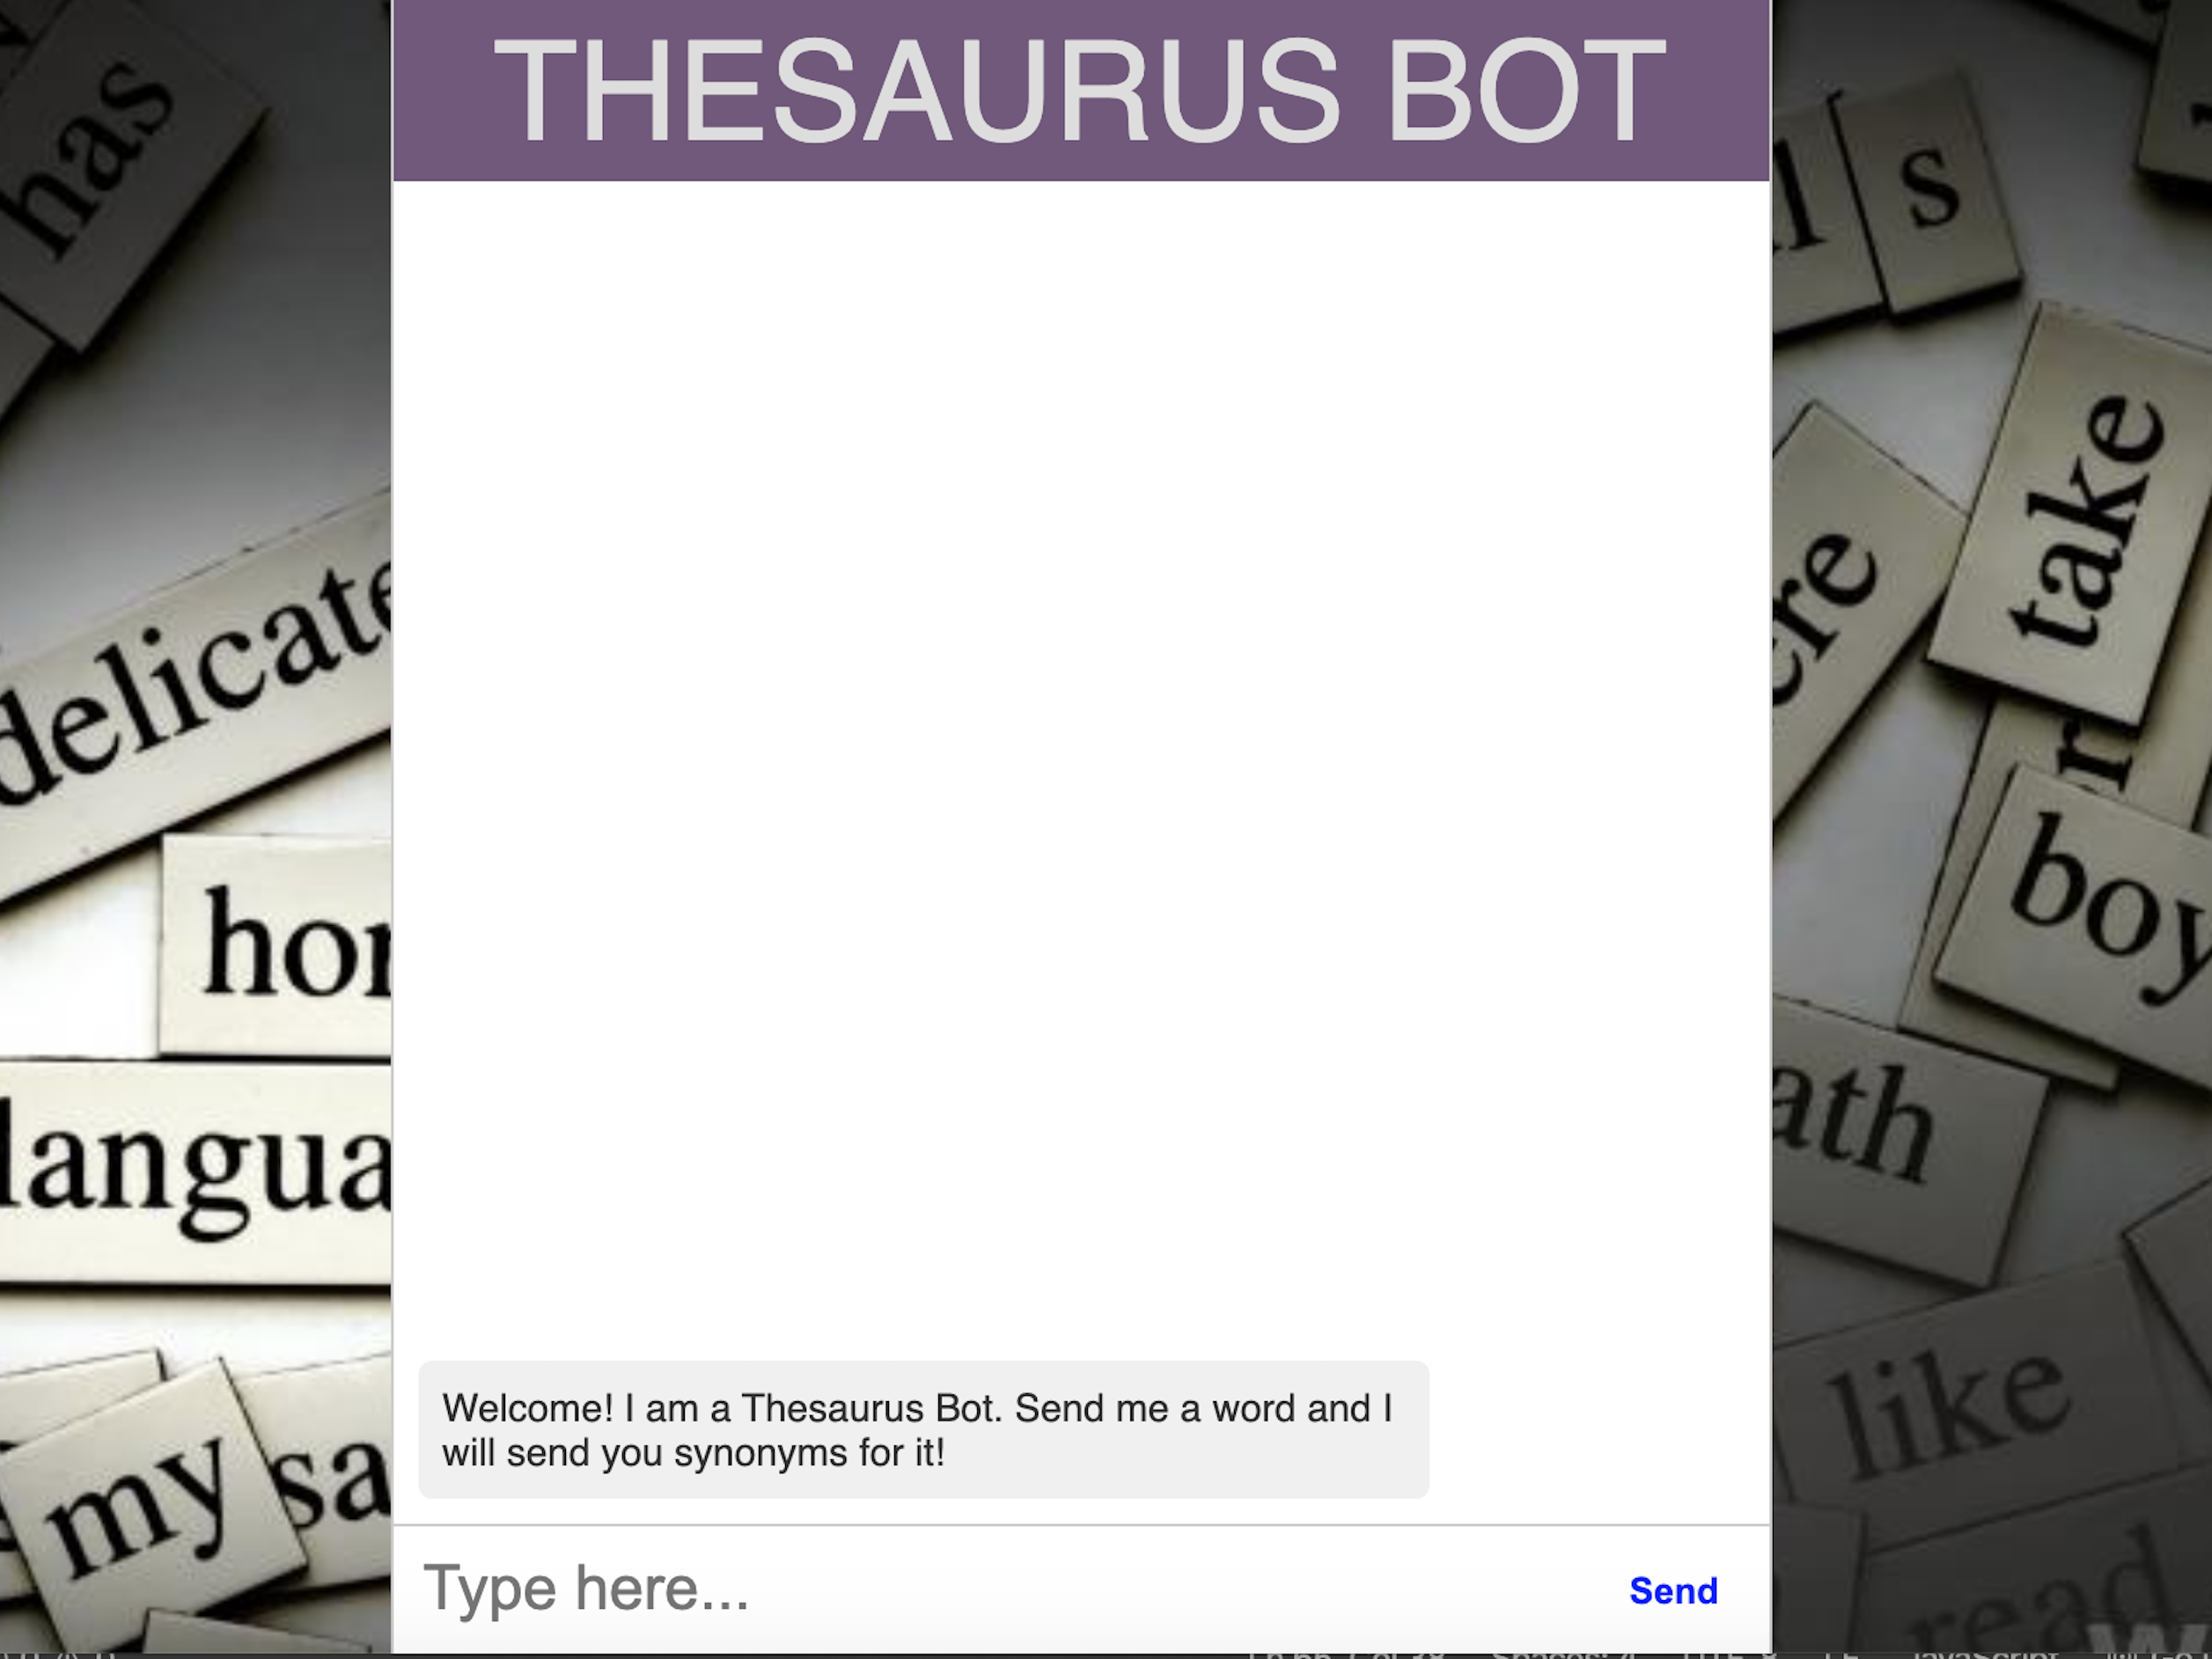 THESAURUS BOT
has
l s
take
ere
r
delicate
boy
hor
ath
langua
like
my sa
read
Welcome! I am a Thesaurus Bot. Send me a word and I
will send you synonyms for it!
Type here...
Send